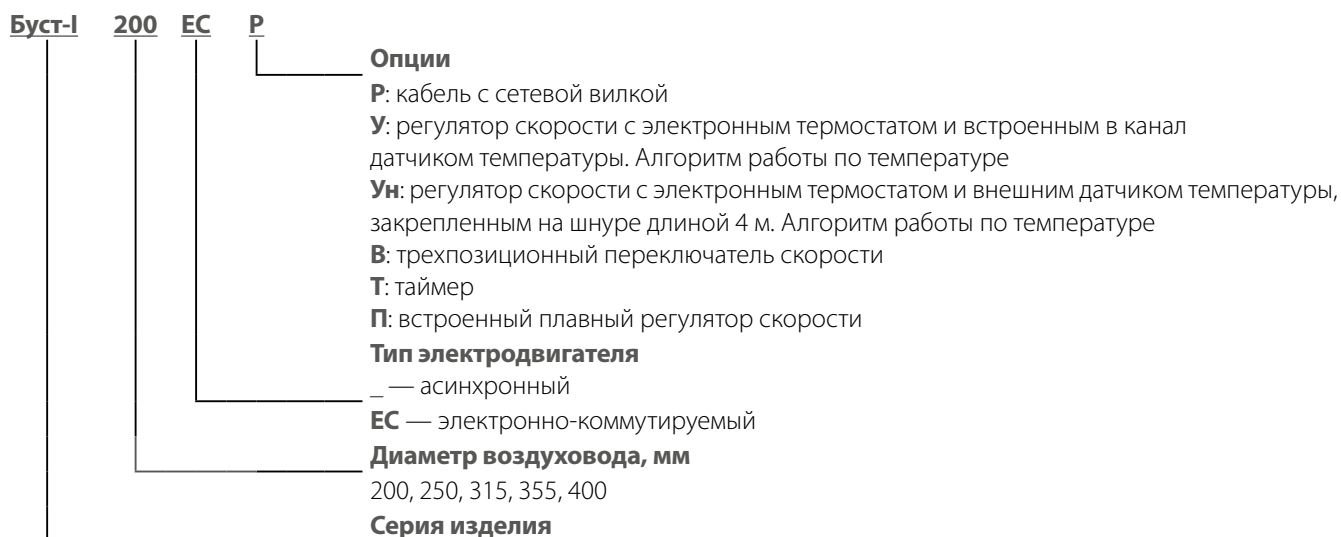 Буст-I 200 ЕС Р
Опции
Р: кабель с сетевой вилкой
У: регулятор скорости с электронным термостатом и встроенным в канал
датчиком температуры. Алгоритм работы по температуре
Ун: регулятор скорости с электронным термостатом и внешним датчиком температуры,
закрепленным на шнуре длиной 4 м. Алгоритм работы по температуре
В: трехпозиционный переключатель скорости
Т: таймер
П: встроенный плавный регулятор скорости
Тип электродвигателя
_ — асинхронный
ЕС — электронно-коммутируемый
Диаметр воздуховода, мм
200, 250, 315, 355, 400
Серия изделия